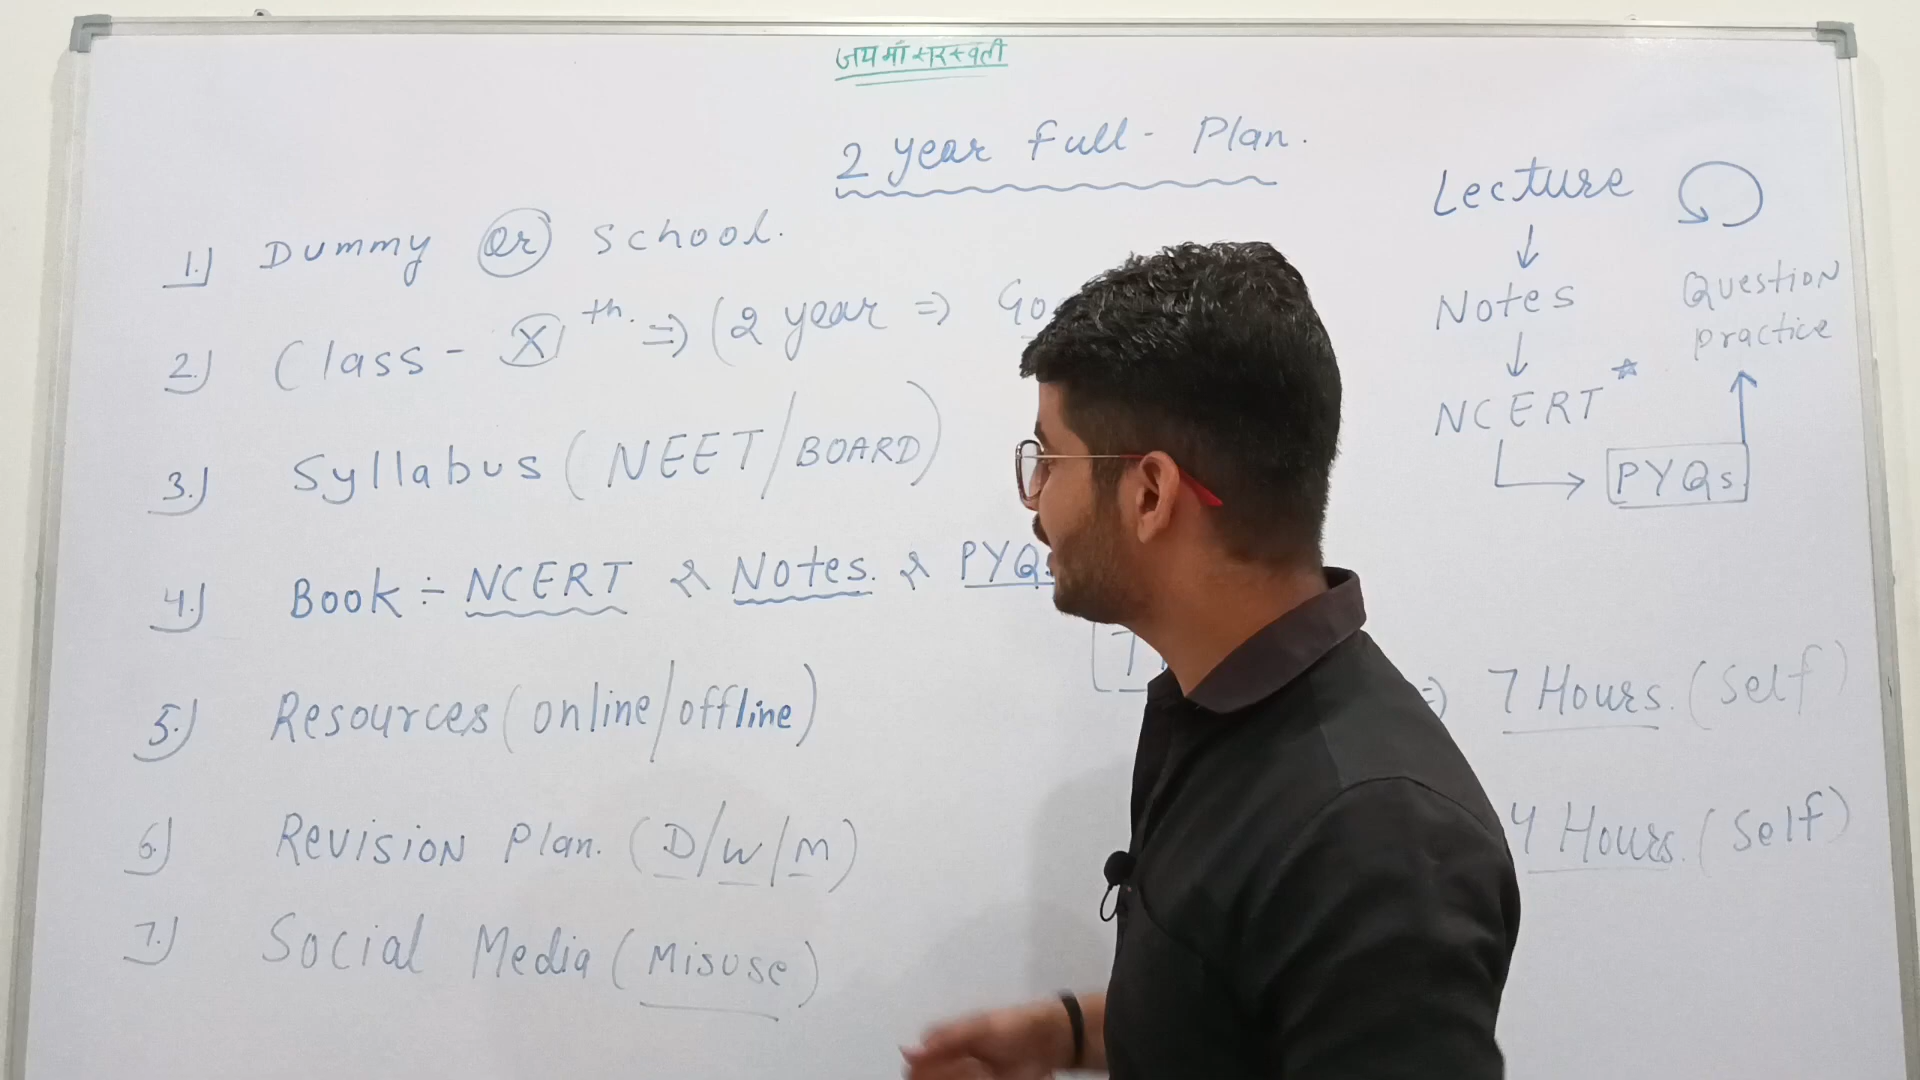 जय माँ सरस्वती
2 year Full - Plan.
1.) Dummy or School.
2.) Class - X th. => (2 year =>
3.) Syllabus (NEET/BOARD)
4.) Book ÷ NCERT & Notes. & PYQs
5.) Resources (online/offline)
6.) Revision Plan. (D/W/M)
7.) Social Media (Misuse)
Lecture
↓
Notes
↓
NCERT *
→ PYQs
Question
practice
=> 7 Hours. (Self)
4 Hours. (Self)